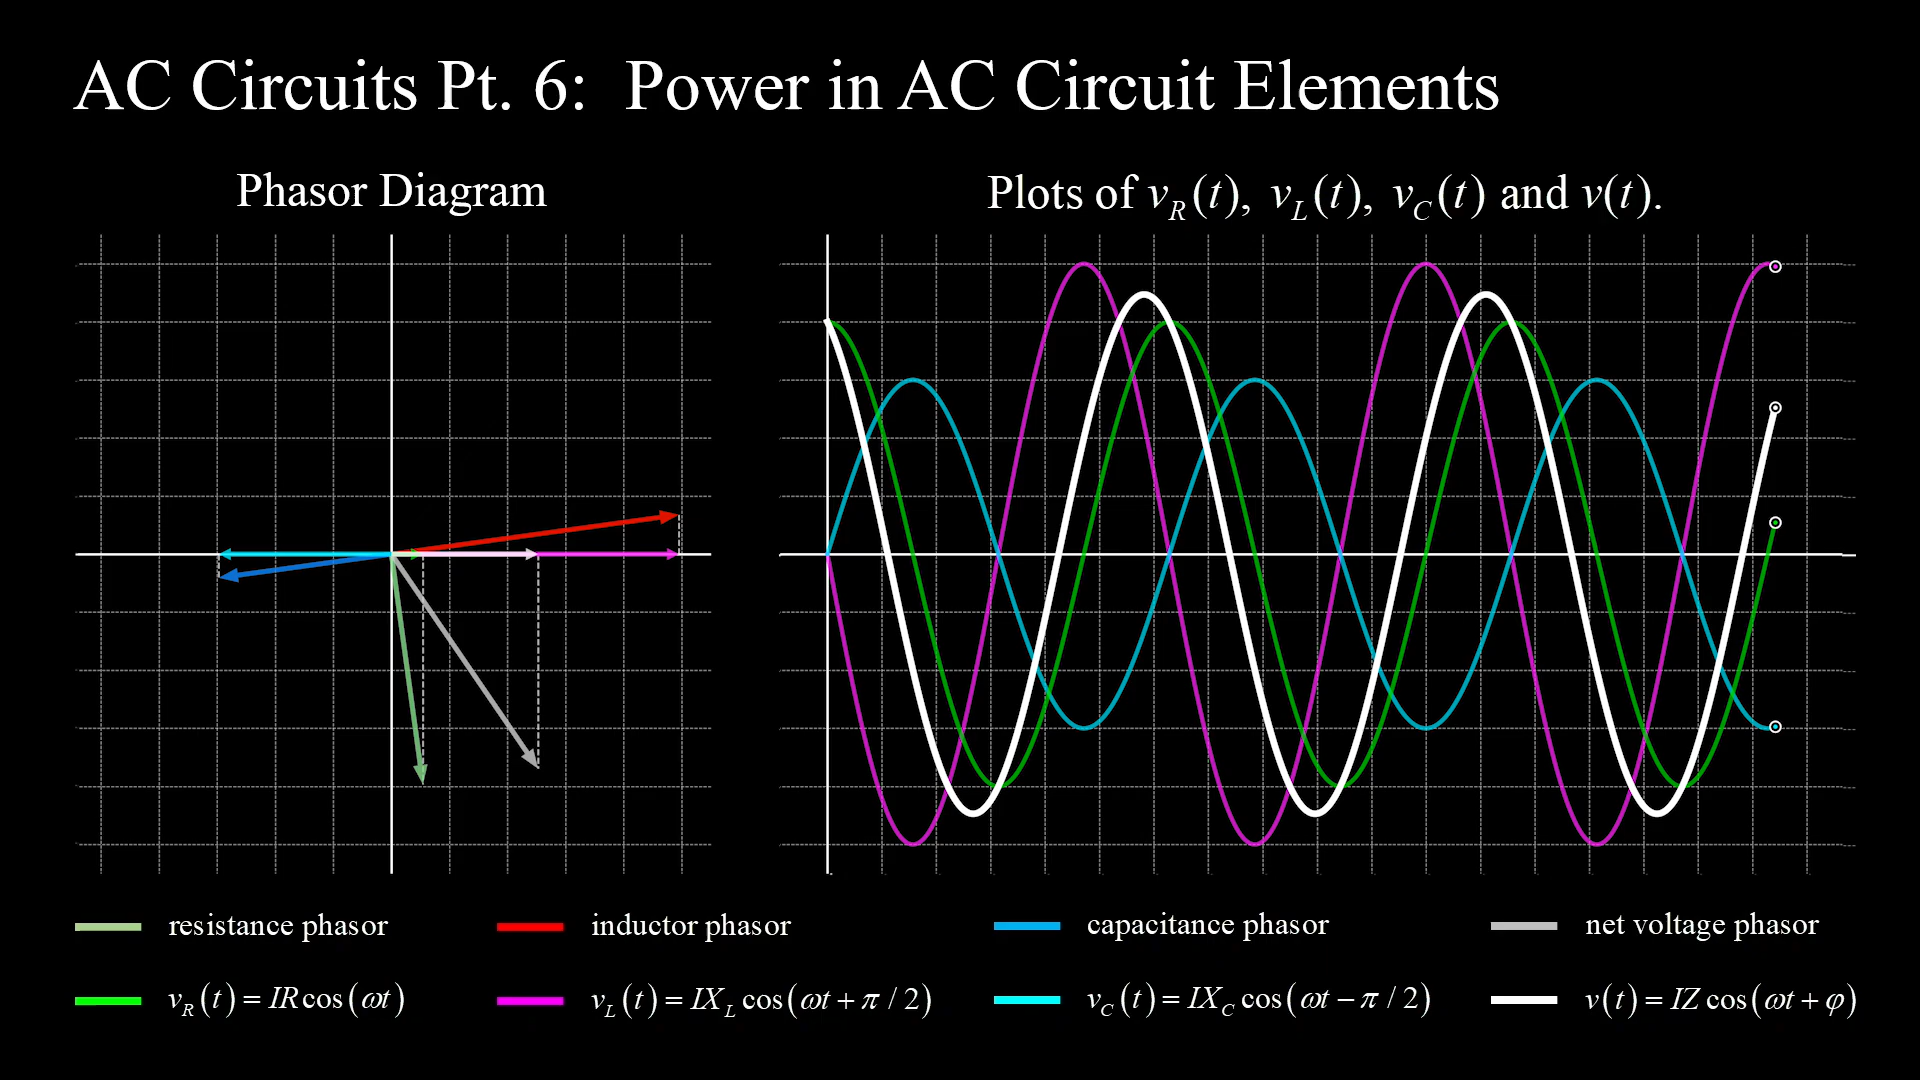 AC Circuits Pt. 6: Power in AC Circuit Elements
Phasor Diagram
Plots of v_R(t), v_L(t), v_C(t) and v(t).
resistance phasor
inductor phasor
capacitance phasor
net voltage phasor
v_R(t) = IR cos(ωt)
v_L(t) = IX_L cos(ωt + π / 2)
v_C(t) = IX_C cos(ωt − π / 2)
v(t) = IZ cos(ωt + φ)